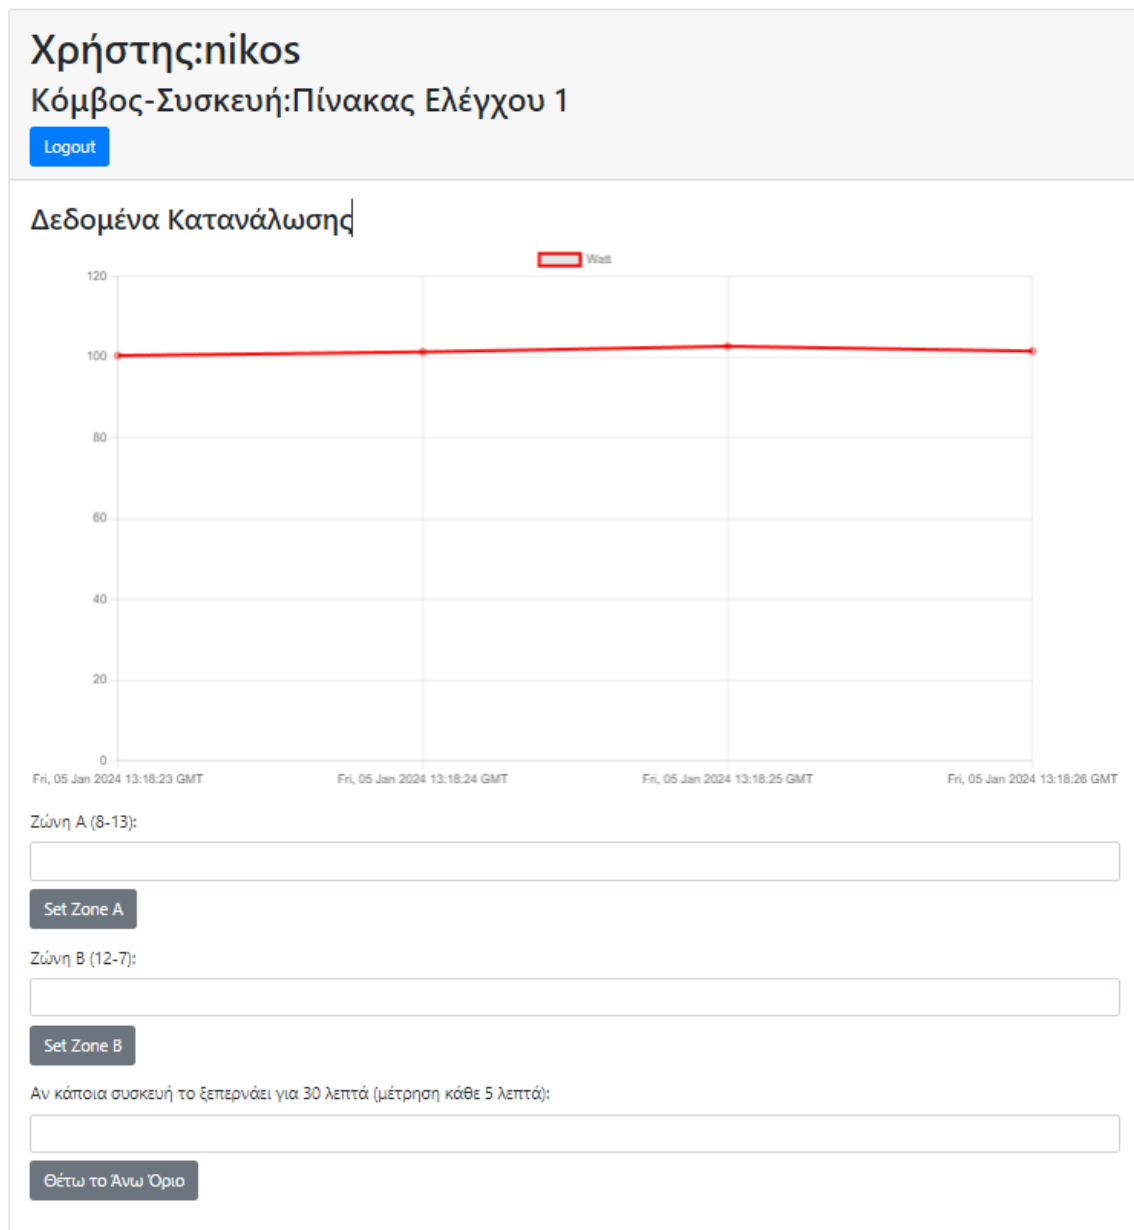 Χρήστης:nikos
Κόμβος-Συσκευή:Πίνακας Ελέγχου 1
Logout
Δεδομένα Κατανάλωσης
Watt
120
100
80
60
40
20
0
Fri, 05 Jan 2024 13:18:23 GMT
Fri, 05 Jan 2024 13:18:24 GMT
Fri, 05 Jan 2024 13:18:25 GMT
Fri, 05 Jan 2024 13:18:26 GMT
Ζώνη Α (8-13):
Set Zone A
Ζώνη Β (12-7):
Set Zone B
Αν κάποια συσκευή το ξεπερνάει για 30 λεπτά (μέτρηση κάθε 5 λεπτά):
Θέτω το Άνω Όριο